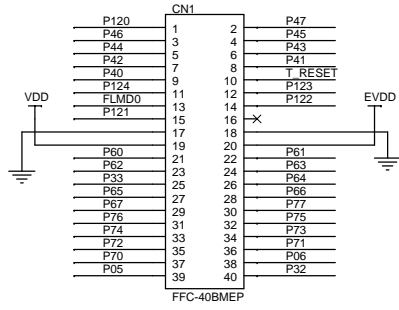 CN1
P120 1 2 P47
P46 3 4 P45
P44 5 6 P43
P42 7 8 P41
P40 9 10 T_RESET
P124 11 12 P123
VDD FLMD0 13 14 P122 EVDD
P121 15 16
17 18
19 20
P60 21 22 P61
P62 23 24 P63
P33 25 26 P64
P65 27 28 P66
P67 29 30 P77
P76 31 32 P75
P74 33 34 P73
P72 35 36 P71
P70 37 38 P06
P05 39 40 P32
FFC-40BMEP